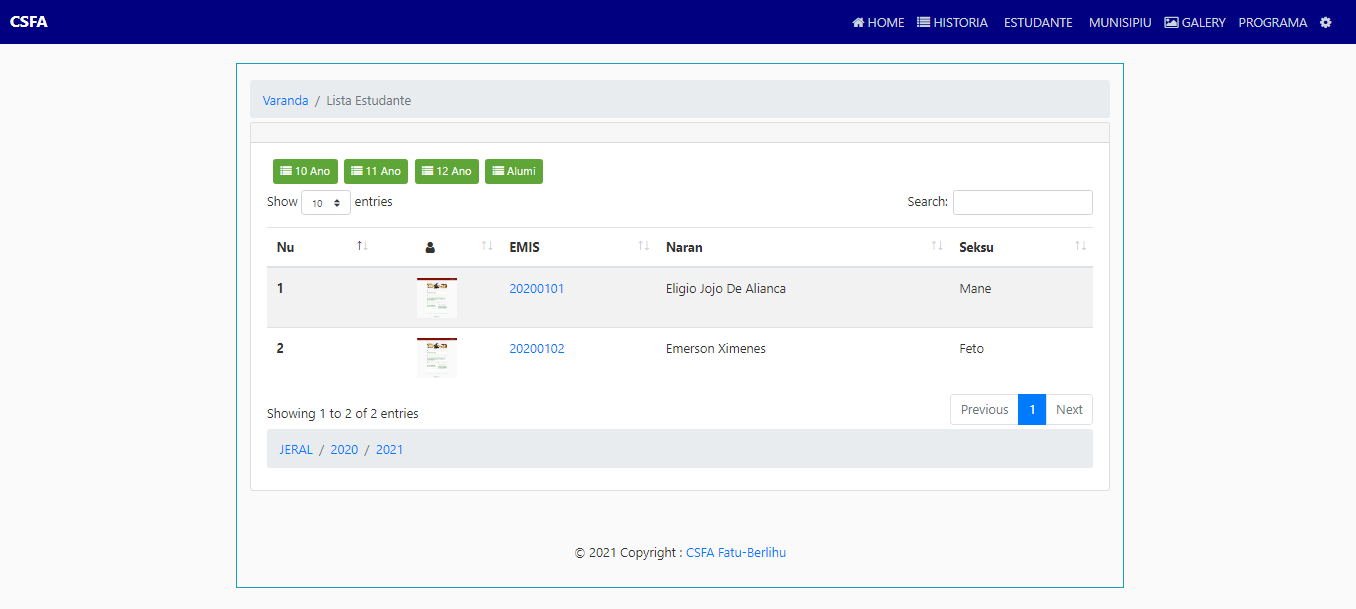 CSFA HOME HISTORIA ESTUDANTE MUNISIPIU GALERY PROGRAMA
Varanda / Lista Estudante
10 Ano 11 Ano 12 Ano Alumi
Show 10 entries Search:
Nu EMIS Naran Seksu
1 20200101 Eligio Jojo De Alianca Mane
2 20200102 Emerson Ximenes Feto
Showing 1 to 2 of 2 entries Previous 1 Next
JERAL / 2020 / 2021
© 2021 Copyright : CSFA Fatu-Berlihu